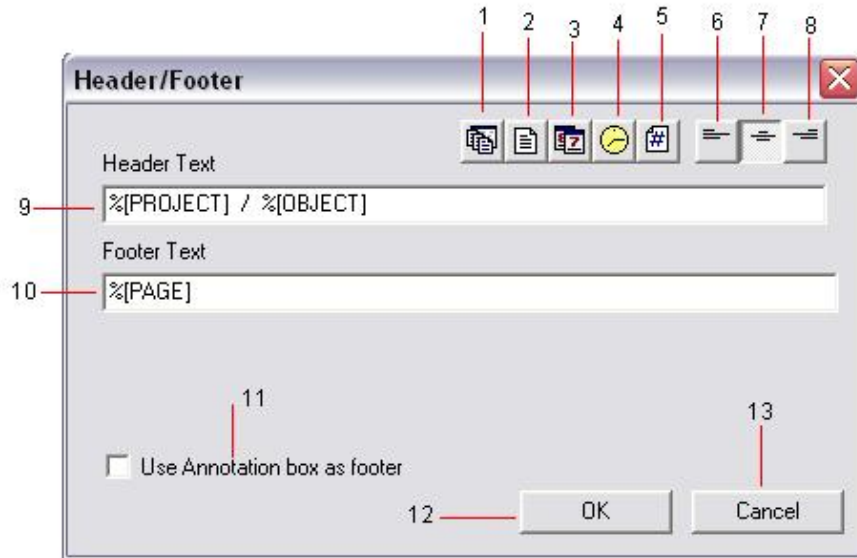 1 2 3 4 5 6 7 8
Header/Footer
#
Header Text
9 %[PROJECT] / %[OBJECT]
Footer Text
10 %[PAGE]
11
13
Use Annotation box as footer
12 OK Cancel